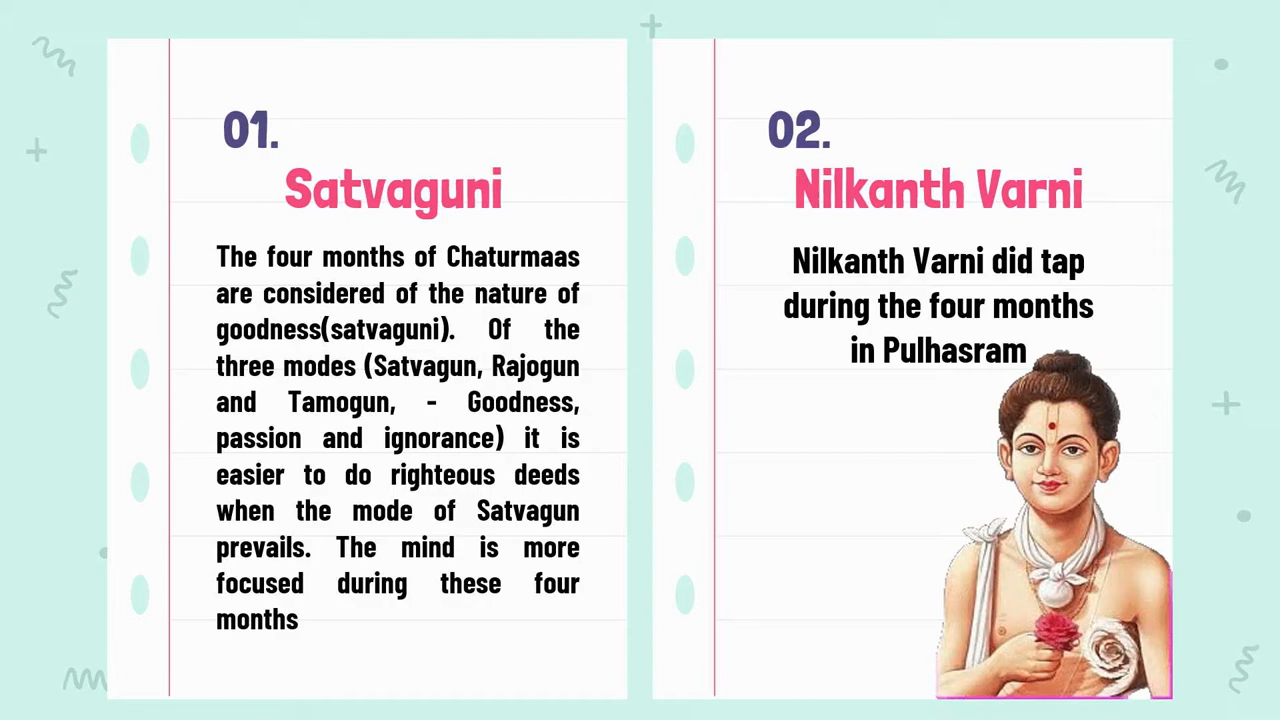 01.
Satvaguni
The four months of Chaturmaas
are considered of the nature of
goodness(satvaguni). Of the
three modes (Satvagun, Rajogun
and Tamogun, - Goodness,
passion and ignorance) it is
easier to do righteous deeds
when the mode of Satvagun
prevails. The mind is more
focused during these four
months
02.
Nilkanth Varni
Nilkanth Varni did tap
during the four months
in Pulhasram